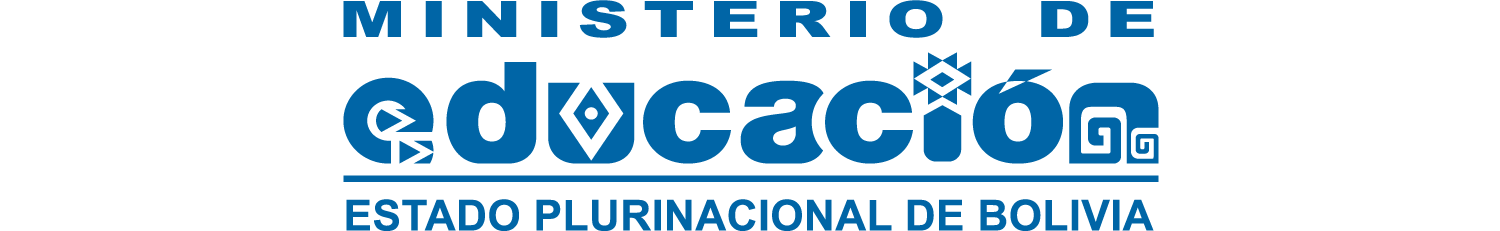 MINISTERIO DE
educación
ESTADO PLURINACIONAL DE BOLIVIA